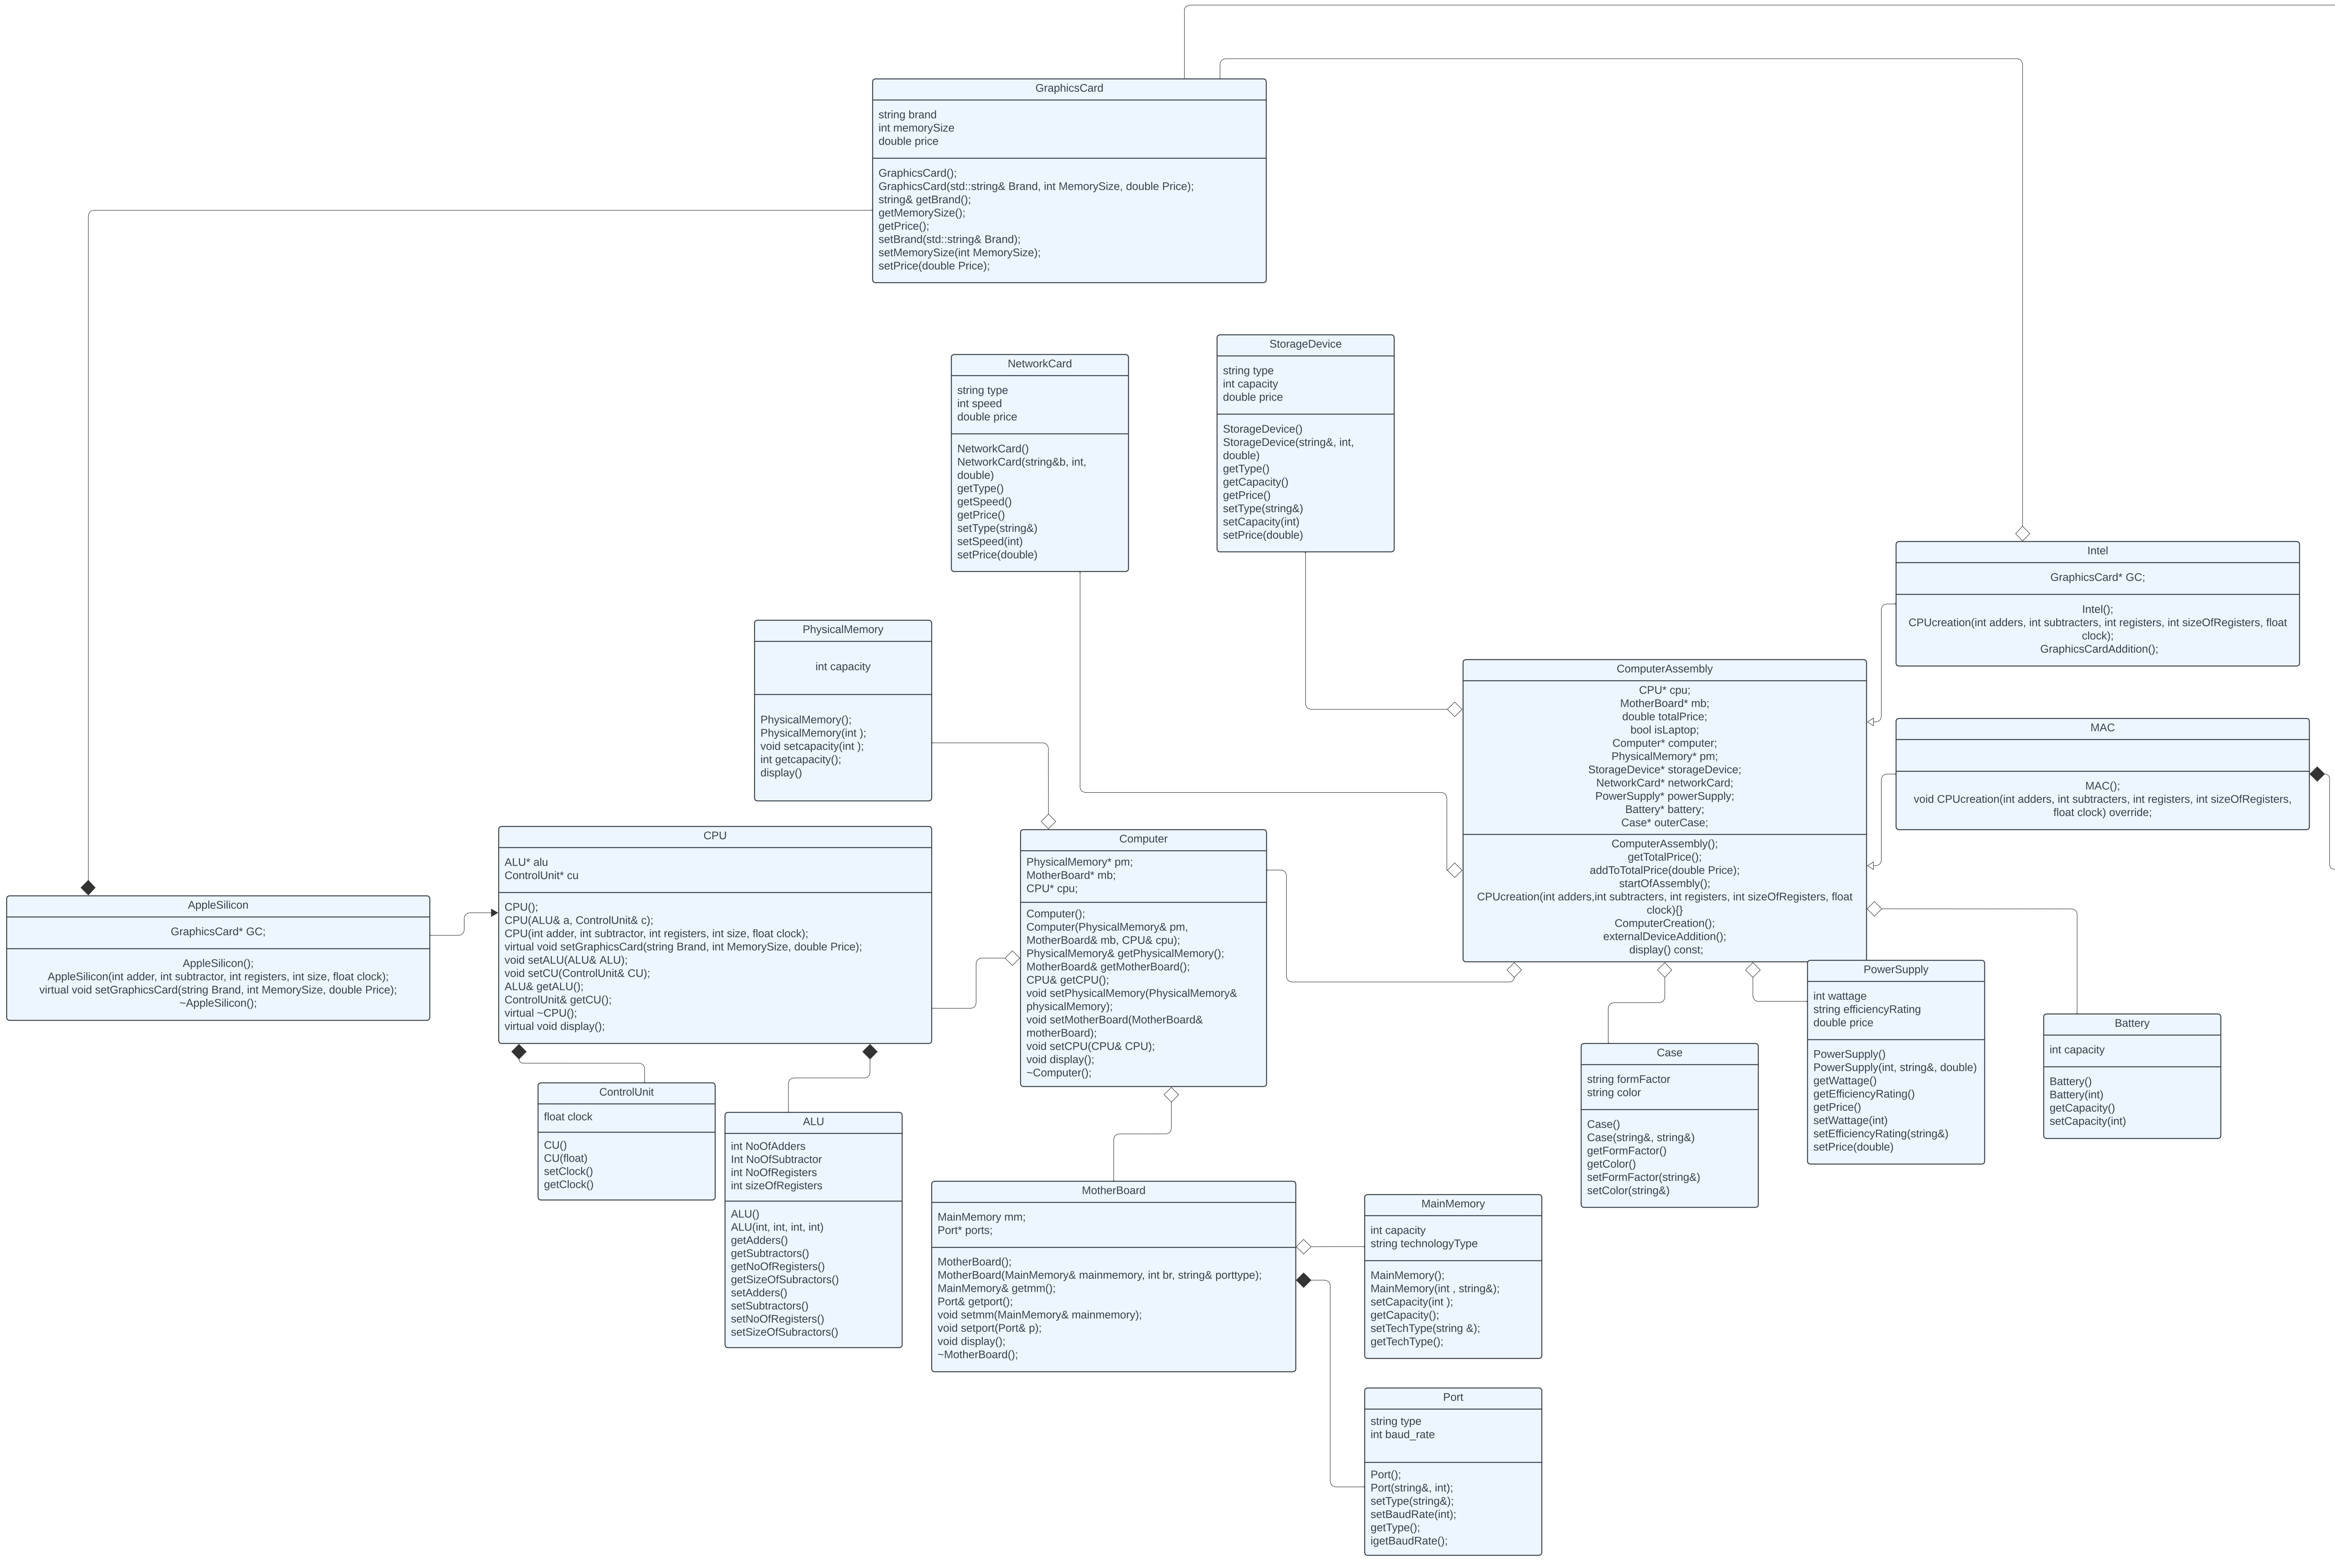 GraphicsCard
string brand
int memorySize
double price
GraphicsCard();
GraphicsCard(std::string& Brand, int MemorySize, double Price);
string& getBrand();
getMemorySize();
getPrice();
setBrand(std::string& Brand);
setMemorySize(int MemorySize);
setPrice(double Price);
StorageDevice
string type
int capacity
double price
StorageDevice()
StorageDevice(string&, int,
double)
getType()
getCapacity()
getPrice()
setType(string&)
setCapacity(int)
setPrice(double)
NetworkCard
string type
int speed
double price
NetworkCard()
NetworkCard(string&b, int,
double)
getType()
getSpeed()
getPrice()
setType(string&)
setSpeed(int)
setPrice(double)
Intel
GraphicsCard* GC;
Intel();
CPUcreation(int adders, int subtracters, int registers, int sizeOfRegisters, float
clock);
GraphicsCardAddition();
PhysicalMemory
int capacity
PhysicalMemory();
PhysicalMemory(int );
void setcapacity(int );
int getcapacity();
display()
ComputerAssembly
CPU* cpu;
MotherBoard* mb;
double totalPrice;
bool isLaptop;
Computer* computer;
PhysicalMemory* pm;
StorageDevice* storageDevice;
NetworkCard* networkCard;
PowerSupply* powerSupply;
Battery* battery;
Case* outerCase;
ComputerAssembly();
getTotalPrice();
addToTotalPrice(double Price);
startOfAssembly();
CPUcreation(int adders,int subtracters, int registers, int sizeOfRegisters, float
clock){}
ComputerCreation();
externalDeviceAddition();
display() const;
MAC
MAC();
void CPUcreation(int adders, int subtracters, int registers, int sizeOfRegisters,
float clock) override;
CPU
ALU* alu
ControlUnit* cu
CPU();
CPU(ALU& a, ControlUnit& c);
CPU(int adder, int subtractor, int registers, int size, float clock);
virtual void setGraphicsCard(string Brand, int MemorySize, double Price);
void setALU(ALU& ALU);
void setCU(ControlUnit& CU);
ALU& getALU();
ControlUnit& getCU();
virtual ~CPU();
virtual void display();
Computer
PhysicalMemory* pm;
MotherBoard* mb;
CPU* cpu;
Computer();
Computer(PhysicalMemory& pm,
MotherBoard& mb, CPU& cpu);
PhysicalMemory& getPhysicalMemory();
MotherBoard& getMotherBoard();
CPU& getCPU();
void setPhysicalMemory(PhysicalMemory&
physicalMemory);
void setMotherBoard(MotherBoard&
motherBoard);
void setCPU(CPU& CPU);
void display();
~Computer();
AppleSilicon
GraphicsCard* GC;
AppleSilicon();
AppleSilicon(int adder, int subtractor, int registers, int size, float clock);
virtual void setGraphicsCard(string Brand, int MemorySize, double Price);
~AppleSilicon();
PowerSupply
int wattage
string efficiencyRating
double price
PowerSupply()
PowerSupply(int, string&, double)
getWattage()
getEfficiencyRating()
getPrice()
setWattage(int)
setEfficiencyRating(string&)
setPrice(double)
Battery
int capacity
Battery()
Battery(int)
getCapacity()
setCapacity(int)
Case
string formFactor
string color
Case()
Case(string&, string&)
getFormFactor()
getColor()
setFormFactor(string&)
setColor(string&)
ControlUnit
float clock
CU()
CU(float)
setClock()
getClock()
ALU
int NoOfAdders
Int NoOfSubtractor
int NoOfRegisters
int sizeOfRegisters
ALU()
ALU(int, int, int, int)
getAdders()
getSubtractors()
getNoOfRegisters()
getSizeOfSubractors()
setAdders()
setSubtractors()
setNoOfRegisters()
setSizeOfSubractors()
MotherBoard
MainMemory mm;
Port* ports;
MotherBoard();
MotherBoard(MainMemory& mainmemory, int br, string& porttype);
MainMemory& getmm();
Port& getport();
void setmm(MainMemory& mainmemory);
void setport(Port& p);
void display();
~MotherBoard();
MainMemory
int capacity
string technologyType
MainMemory();
MainMemory(int , string&);
setCapacity(int );
getCapacity();
setTechType(string &);
getTechType();
Port
string type
int baud_rate
Port();
Port(string&, int);
setType(string&);
setBaudRate(int);
getType();
igetBaudRate();